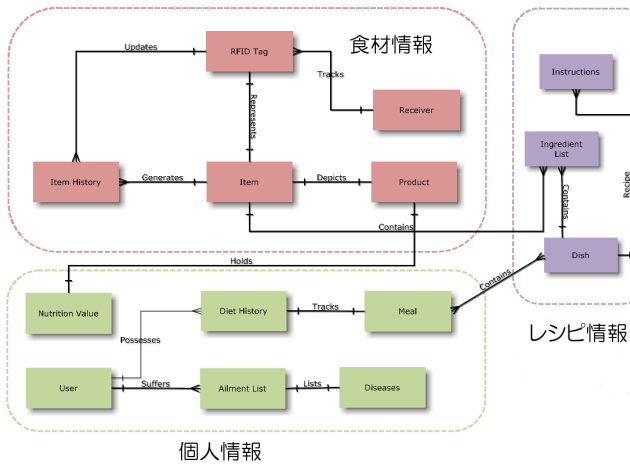 食材情報
Updates
RFID Tag
Tracks
Receiver
Represents
Item History
Generates
Item
Depicts
Product
Contains
Holds
Instructions
Ingredient
List
Contains
Recipe
Dish
レシピ情報
Contains
Nutrition Value
Possesses
Diet History
Tracks
Meal
User
Suffers
Ailment List
Lists
Diseases
個人情報